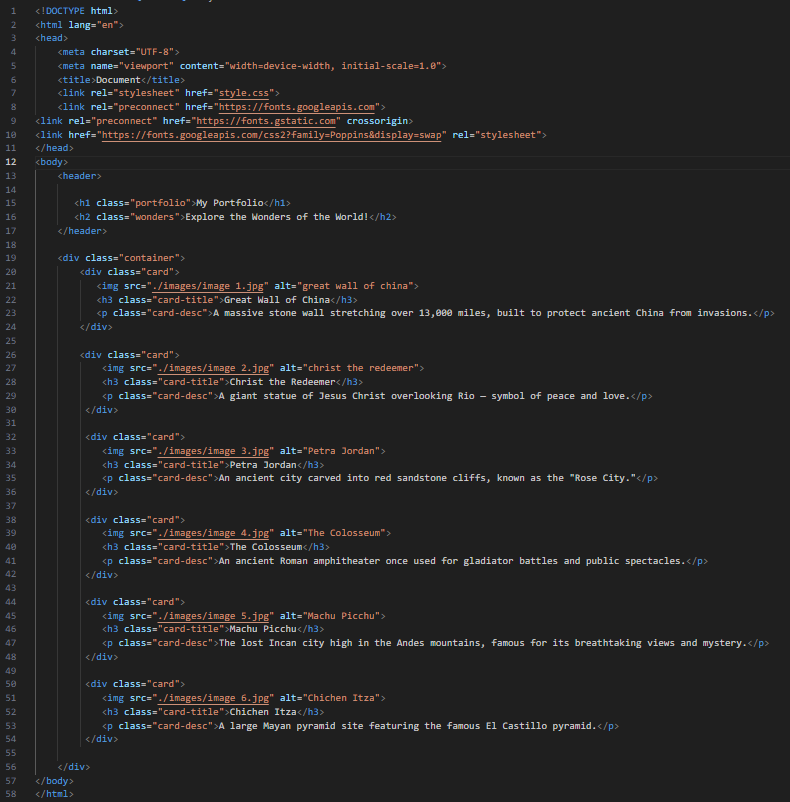 1 <!DOCTYPE html>
2 <html lang="en">
3 <head>
4 <meta charset="UTF-8">
5 <meta name="viewport" content="width=device-width, initial-scale=1.0">
6 <title>Document</title>
7 <link rel="stylesheet" href="style.css">
8 <link rel="preconnect" href="https://fonts.googleapis.com">
9 <link rel="preconnect" href="https://fonts.gstatic.com" crossorigin>
10 <link href="https://fonts.googleapis.com/css2?family=Poppins&display=swap" rel="stylesheet">
11 </head>
12 <body>
13 <header>
14
15 <h1 class="portfolio">My Portfolio</h1>
16 <h2 class="wonders">Explore the Wonders of the World!</h2>
17 </header>
18
19 <div class="container">
20 <div class="card">
21 <img src="./images/image 1.jpg" alt="great wall of china">
22 <h3 class="card-title">Great Wall of China</h3>
23 <p class="card-desc">A massive stone wall stretching over 13,000 miles, built to protect ancient China from invasions.</p>
24 </div>
25
26 <div class="card">
27 <img src="./images/image 2.jpg" alt="christ the redeemer">
28 <h3 class="card-title">Christ the Redeemer</h3>
29 <p class="card-desc">A giant statue of Jesus Christ overlooking Rio — symbol of peace and love.</p>
30 </div>
31
32 <div class="card">
33 <img src="./images/image 3.jpg" alt="Petra Jordan">
34 <h3 class="card-title">Petra Jordan</h3>
35 <p class="card-desc">An ancient city carved into red sandstone cliffs, known as the "Rose City."</p>
36 </div>
37
38 <div class="card">
39 <img src="./images/image 4.jpg" alt="The Colosseum">
40 <h3 class="card-title">The Colosseum</h3>
41 <p class="card-desc">An ancient Roman amphitheater once used for gladiator battles and public spectacles.</p>
42 </div>
43
44 <div class="card">
45 <img src="./images/image 5.jpg" alt="Machu Picchu">
46 <h3 class="card-title">Machu Picchu</h3>
47 <p class="card-desc">The lost Incan city high in the Andes mountains, famous for its breathtaking views and mystery.</p>
48 </div>
49
50 <div class="card">
51 <img src="./images/image 6.jpg" alt="Chichen Itza">
52 <h3 class="card-title">Chichen Itza</h3>
53 <p class="card-desc">A large Mayan pyramid site featuring the famous El Castillo pyramid.</p>
54 </div>
55
56 </div>
57 </body>
58 </html>